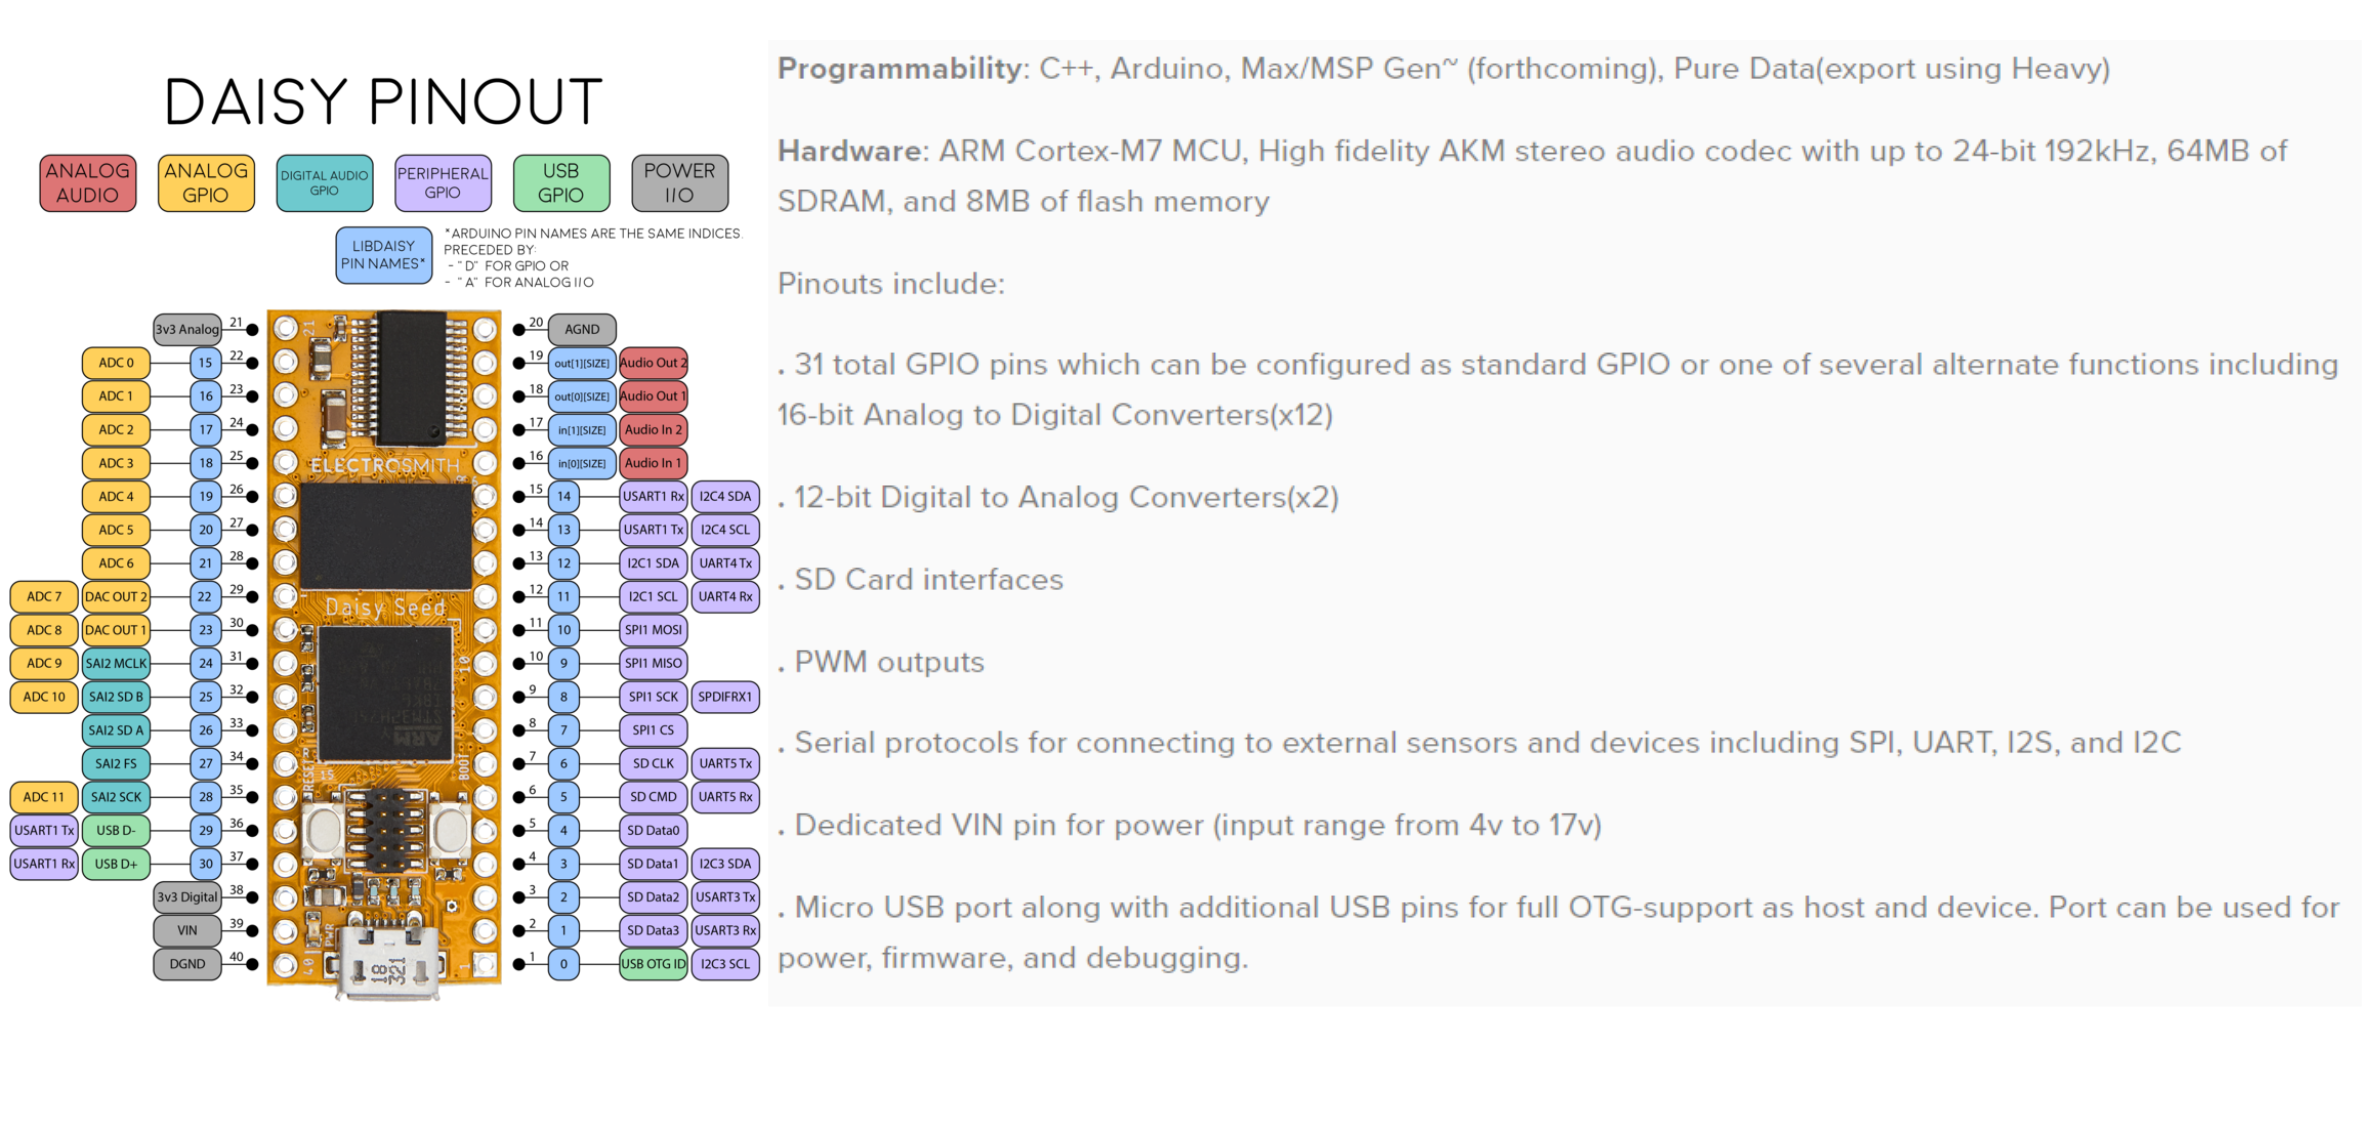 DAISY PINOUT
ANALOG
AUDIO
ANALOG
GPIO
DIGITAL AUDIO
GPIO
PERIPHERAL
GPIO
USB
GPIO
POWER
I/O
LIBDAISY
PIN NAMES*
*ARDUINO PIN NAMES ARE THE SAME INDICES.
PRECEDED BY:
- "D" FOR GPIO OR
- "A" FOR ANALOG I/O
3v3 Analog 21
ADC 0 15 22
ADC 1 16 23
ADC 2 17 24
ADC 3 18 25
ADC 4 19 26
ADC 5 20 27
ADC 6 21 28
ADC 7 DAC OUT 2 22 29
ADC 8 DAC OUT 1 23 30
ADC 9 SAI2 MCLK 24 31
ADC 10 SAI2 SD B 25 32
SAI2 SD A 26 33
SAI2 FS 27 34
ADC 11 SAI2 SCK 28 35
USART1 Tx USB D- 29 36
USART1 Rx USB D+ 30 37
3v3 Digital 38
VIN 39
DGND 40
21
ELECTROSMITH
Daisy Seed
10
ARM
RESET
BOOT
PWR
40
18
321
1
20 AGND
19 out[1][SIZE] Audio Out 2
18 out[0][SIZE] Audio Out 1
17 in[1][SIZE] Audio In 2
16 in[0][SIZE] Audio In 1
15 14 USART1 Rx I2C4 SDA
14 13 USART1 Tx I2C4 SCL
13 12 I2C1 SDA UART4 Tx
12 11 I2C1 SCL UART4 Rx
11 10 SPI1 MOSI
10 9 SPI1 MISO
9 8 SPI1 SCK SPDIFRX1
8 7 SPI1 CS
7 6 SD CLK UART5 Tx
6 5 SD CMD UART5 Rx
5 4 SD Data0
4 3 SD Data1 I2C3 SDA
3 2 SD Data2 USART3 Tx
2 1 SD Data3 USART3 Rx
1 0 USB OTG ID I2C3 SCL
Programmability: C++, Arduino, Max/MSP Gen~ (forthcoming), Pure Data(export using Heavy)
Hardware: ARM Cortex-M7 MCU, High fidelity AKM stereo audio codec with up to 24-bit 192kHz, 64MB of
SDRAM, and 8MB of flash memory
Pinouts include:
. 31 total GPIO pins which can be configured as standard GPIO or one of several alternate functions including
16-bit Analog to Digital Converters(x12)
. 12-bit Digital to Analog Converters(x2)
. SD Card interfaces
. PWM outputs
. Serial protocols for connecting to external sensors and devices including SPI, UART, I2S, and I2C
. Dedicated VIN pin for power (input range from 4v to 17v)
. Micro USB port along with additional USB pins for full OTG-support as host and device. Port can be used for
power, firmware, and debugging.